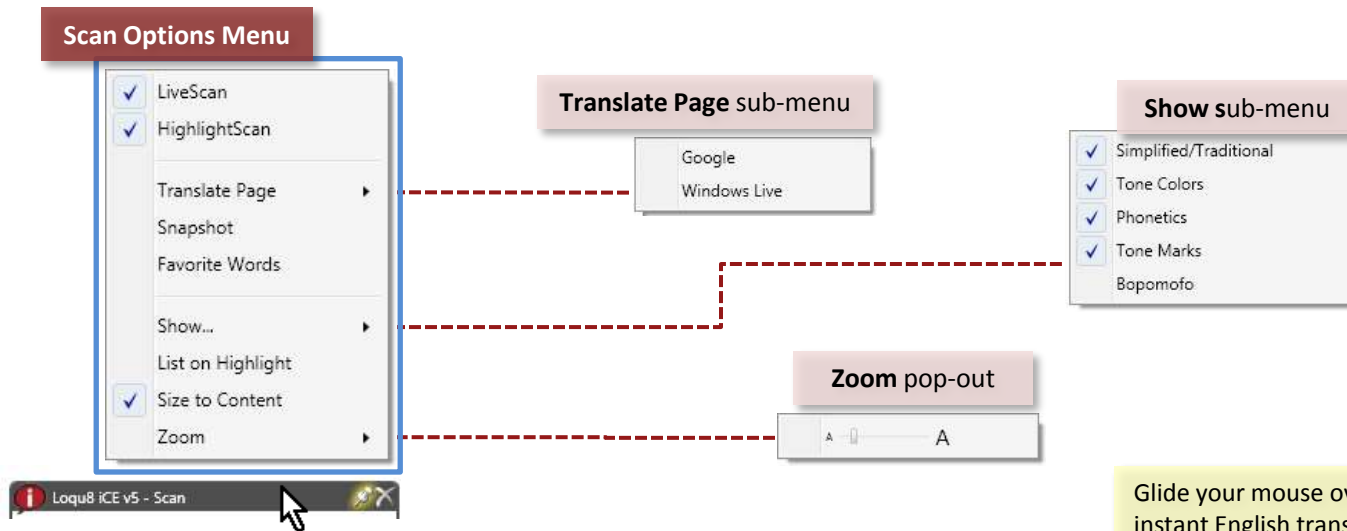 Scan Options Menu
LiveScan
HighlightScan
Translate Page
Snapshot
Favorite Words
Show...
List on Highlight
Size to Content
Zoom
Loqu8 iCE v5 - Scan
Translate Page sub-menu
Google
Windows Live
Show sub-menu
Simplified/Traditional
Tone Colors
Phonetics
Tone Marks
Bopomofo
Zoom pop-out
A A
Glide your mouse
instant English